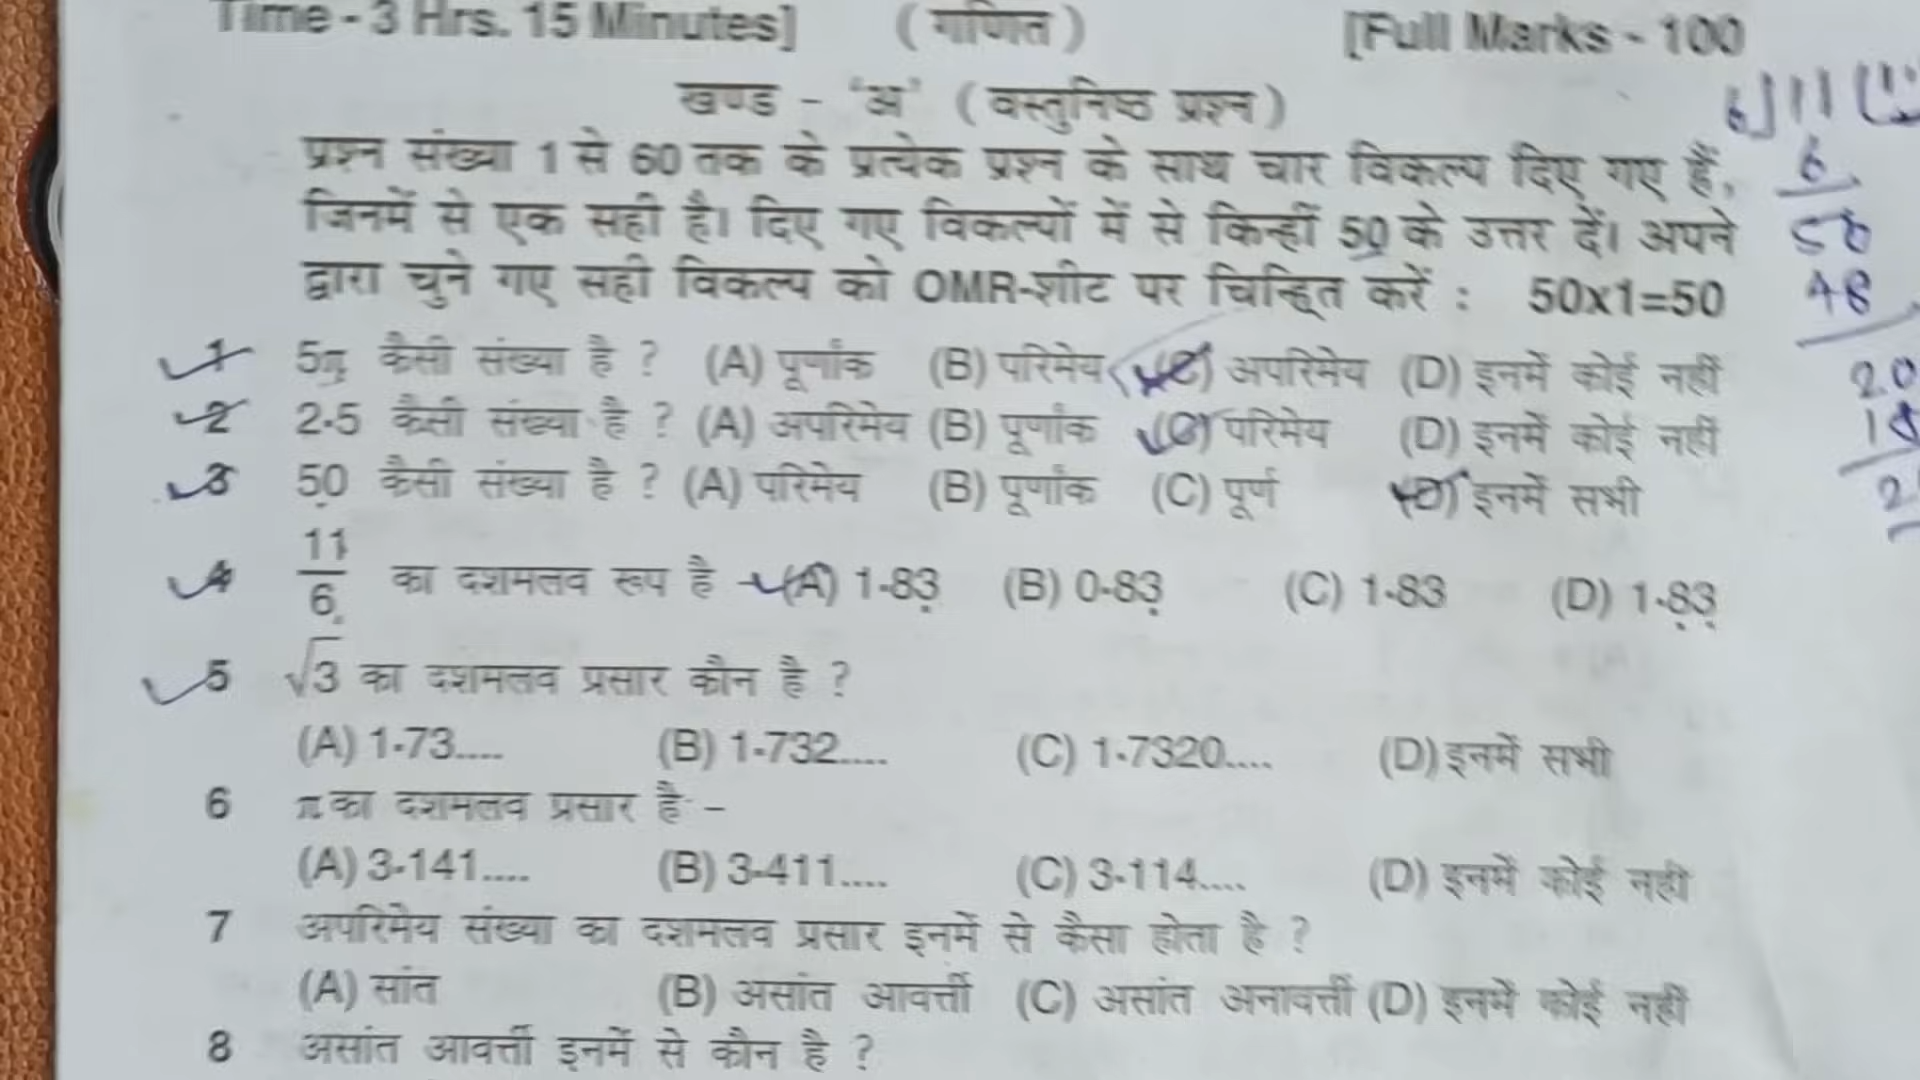 Time - 3 Hrs. 15 Minutes] (गणित) [Full Marks - 100
खण्ड - 'अ' (वस्तुनिष्ठ प्रश्न)
प्रश्न संख्या 1 से 60 तक के प्रत्येक प्रश्न के साथ चार विकल्प दिए गए हैं,
जिनमें से एक सही है। दिए गए विकल्पों में से किन्हीं 50 के उत्तर दें। अपने
द्वारा चुने गए सही विकल्प को OMR-शीट पर चिन्हित करें : 50x1=50
1 5π कैसी संख्या है ? (A) पूर्णांक (B) परिमेय (C) अपरिमेय (D) इनमें कोई नहीं
2 2.5 कैसी संख्या है ? (A) अपरिमेय (B) पूर्णांक (C) परिमेय (D) इनमें कोई नहीं
3 50 कैसी संख्या है ? (A) परिमेय (B) पूर्णांक (C) पूर्ण (D) इनमें सभी
4 11/6 का दशमलव रूप है - (A) 1.83̣ (B) 0.83̣ (C) 1.83 (D) 1.8̣3̣
5 √3 का दशमलव प्रसार कौन है ?
(A) 1.73.... (B) 1.732.... (C) 1.7320.... (D) इनमें सभी
6 π का दशमलव प्रसार है -
(A) 3.141.... (B) 3.411.... (C) 3.114.... (D) इनमें कोई नहीं
7 अपरिमेय संख्या का दशमलव प्रसार इनमें से कैसा होता है ?
(A) सांत (B) असांत आवर्त्ती (C) असांत अनावर्त्ती (D) इनमें कोई नहीं
8 असांत आवर्त्ती इनमें से कौन है ?
6
48
20